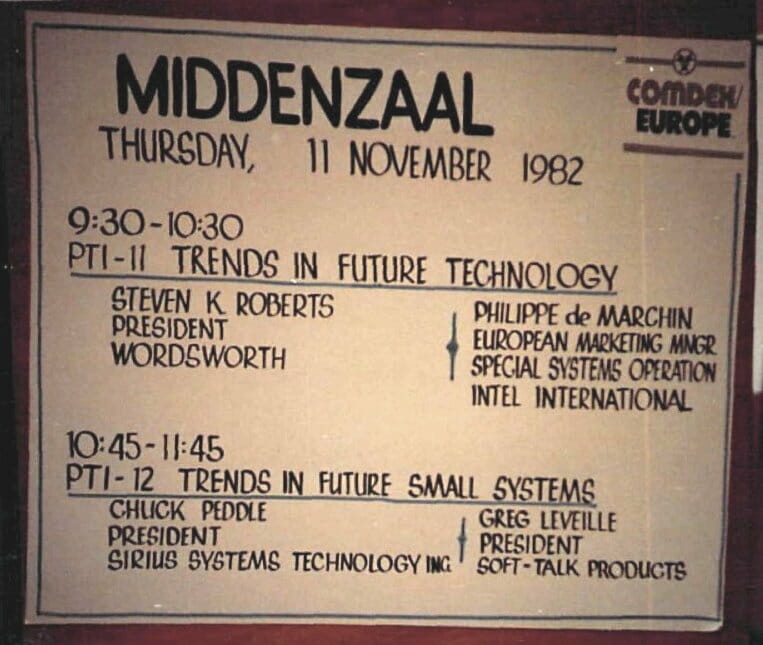 MIDDENZAAL
COMDEX/
EUROPE
THURSDAY, 11 NOVEMBER 1982
9:30-10:30
PTI-11 TRENDS IN FUTURE TECHNOLOGY
STEVEN K ROBERTS
PRESIDENT
WORDSWORTH
PHILIPPE de MARCHIN
EUROPEAN MARKETING MNGR
SPECIAL SYSTEMS OPERATION
INTEL INTERNATIONAL
10:45-11:45
PTI-12 TRENDS IN FUTURE SMALL SYSTEMS
CHUCK PEDDLE
PRESIDENT
SIRIUS SYSTEMS TECHNOLOGY INC.
GREG LEVEILLE
PRESIDENT
SOFT-TALK PRODUCTS